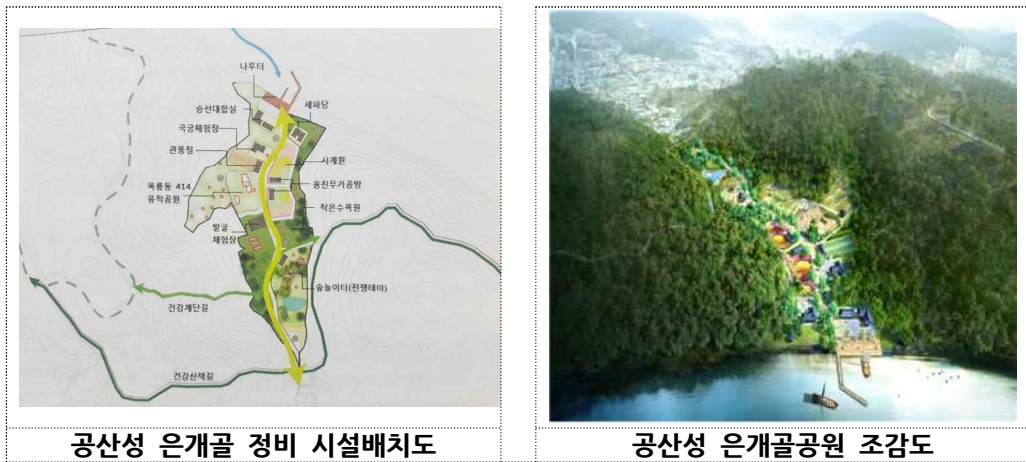 나루터
승선대합실
세파당
국궁체험장
관풍정
사계원
옥룡동 414
유적공원
웅진무기공방
작은수목원
발굴
체험장
숲놀이터(전쟁테마)
건강계단길
건강산책길
공산성 은개골 정비 시설배치도
공산성 은개골공원 조감도